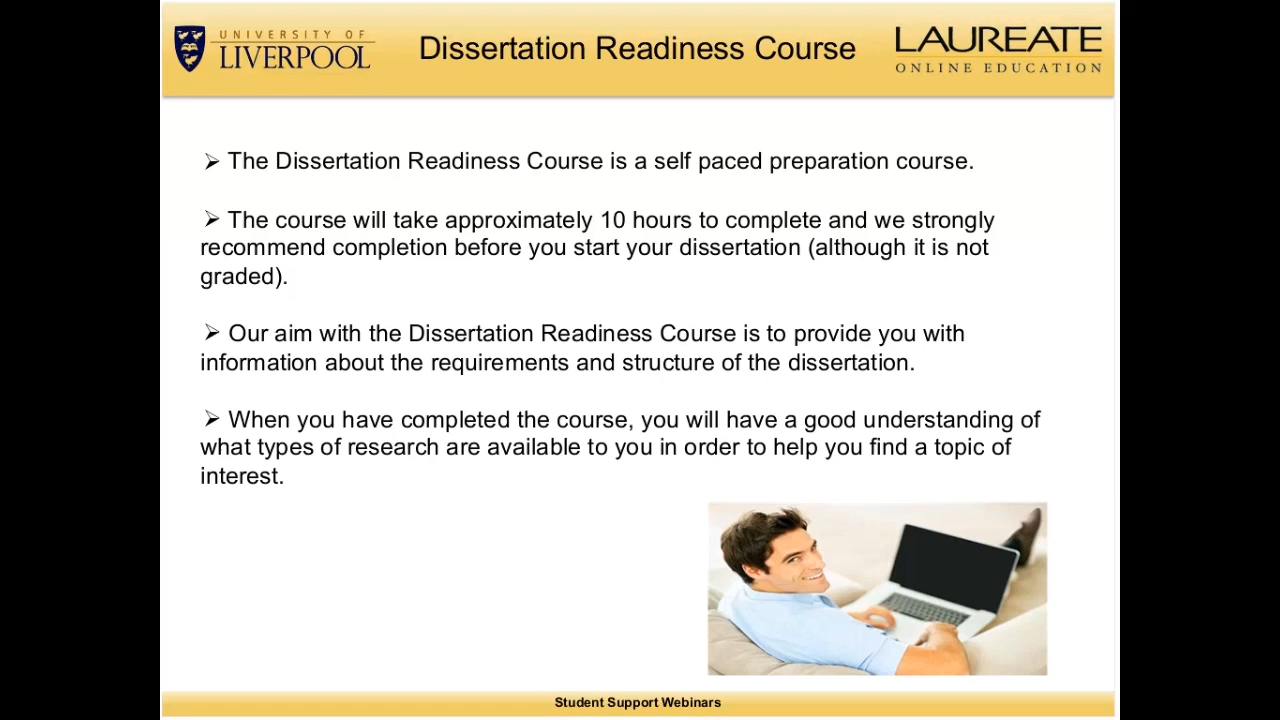 UNIVERSITY OF
LIVERPOOL
Dissertation Readiness Course
LAUREATE
ONLINE EDUCATION
➢ The Dissertation Readiness Course is a self paced preparation course.
➢ The course will take approximately 10 hours to complete and we strongly
recommend completion before you start your dissertation (although it is not
graded).
➢ Our aim with the Dissertation Readiness Course is to provide you with
information about the requirements and structure of the dissertation.
➢ When you have completed the course, you will have a good understanding of
what types of research are available to you in order to help you find a topic of
interest.
Student Support Webinars